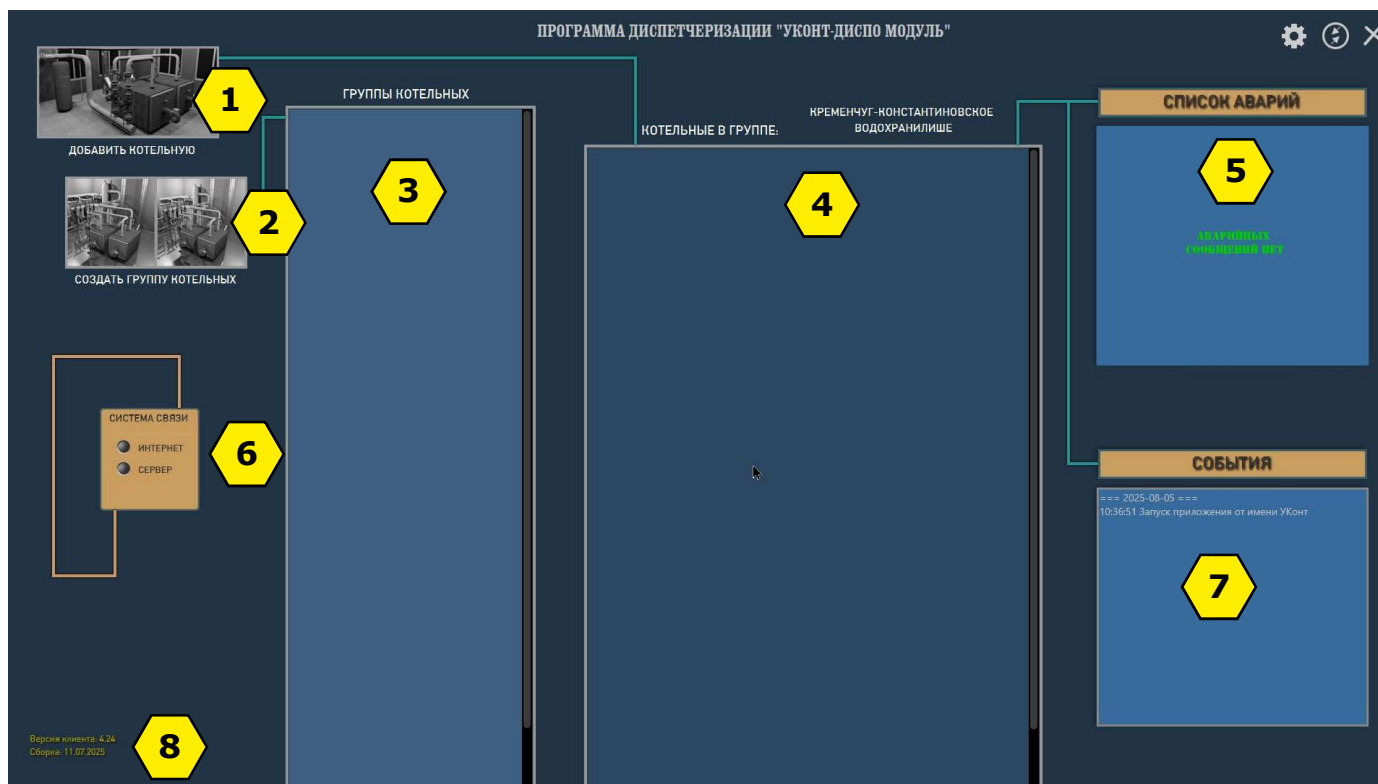 ПРОГРАММА ДИСПЕТЧЕРИЗАЦИИ "УКОНТ-ДИСПО МОДУЛЬ"
1
ДОБАВИТЬ КОТЕЛЬНУЮ
2
СОЗДАТЬ ГРУППУ КОТЕЛЬНЫХ
ГРУППЫ КОТЕЛЬНЫХ
3
КОТЕЛЬНЫЕ В ГРУППЕ:
КРЕМЕНЧУГ-КОНСТАНТИНОВСКОЕ
ВОДОХРАНИЛИШЕ
4
СПИСОК АВАРИЙ
5
АВАРИЙНЫХ
СООБЩЕНИЙ НЕТ
СИСТЕМА СВЯЗИ
ИНТЕРНЕТ
СЕРВЕР
6
СОБЫТИЯ
=== 2025-08-05 ===
10:36:51 Запуск приложения от имени УКонт
7
Версия клиента: 4.24
Сборка: 11.07.2025
8